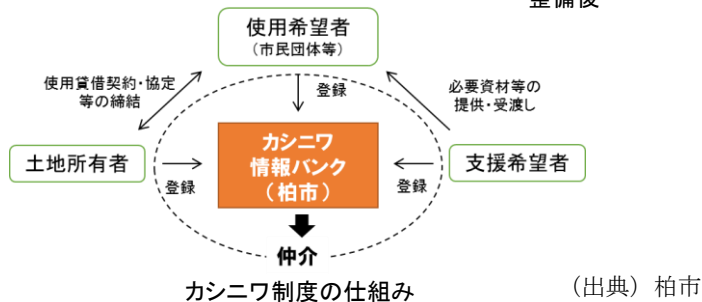 整備後
使用希望者
(市民団体等)
使用貸借契約・協定
等の締結
登録
必要資材等の
提供・受渡し
土地所有者
登録
カシニワ
情報バンク
(柏市)
登録
支援希望者
仲介
カシニワ制度の仕組み
(出典)柏市